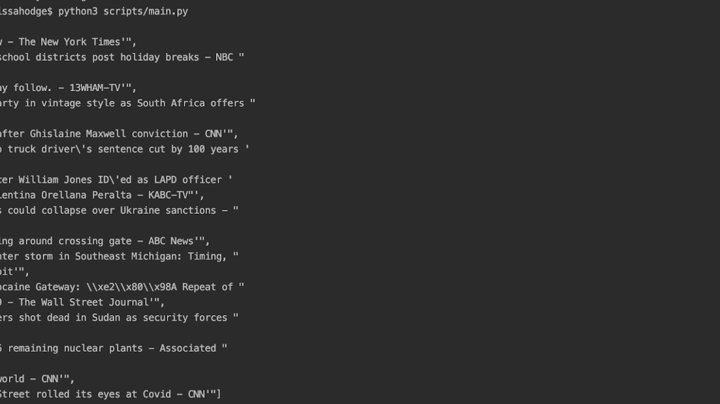 issahodge$ python3 scripts/main.py
– The New York Times'",
school districts post holiday breaks – NBC "
ay follow. – 13WHAM-TV'",
arty in vintage style as South Africa offers "
after Ghislaine Maxwell conviction – CNN'",
truck driver\'s sentence cut by 100 years '
cer William Jones ID\'ed as LAPD officer '
lentina Orellana Peralta – KABC-TV"',
s could collapse over Ukraine sanctions – "
ing around crossing gate – ABC News'",
nter storm in Southeast Michigan: Timing, "
oit'",
ocaine Gateway: \\xe2\\x80\\x98A Repeat of "
– The Wall Street Journal'",
ers shot dead in Sudan as security forces "
remaining nuclear plants – Associated "
world – CNN'",
Street rolled its eyes at Covid – CNN'"]